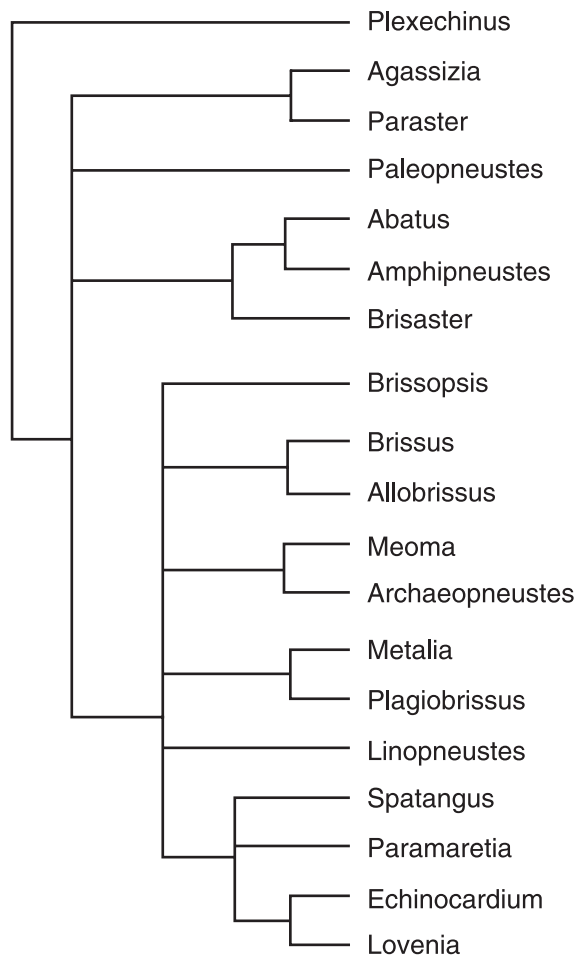 Plexechinus
Agassizia
Paraster
Paleopneustes
Abatus
Amphipneustes
Brisaster
Brissopsis
Brissus
Allobrissus
Meoma
Archaeopneustes
Metalia
Plagiobrissus
Linopneustes
Spatangus
Paramaretia
Echinocardium
Lovenia